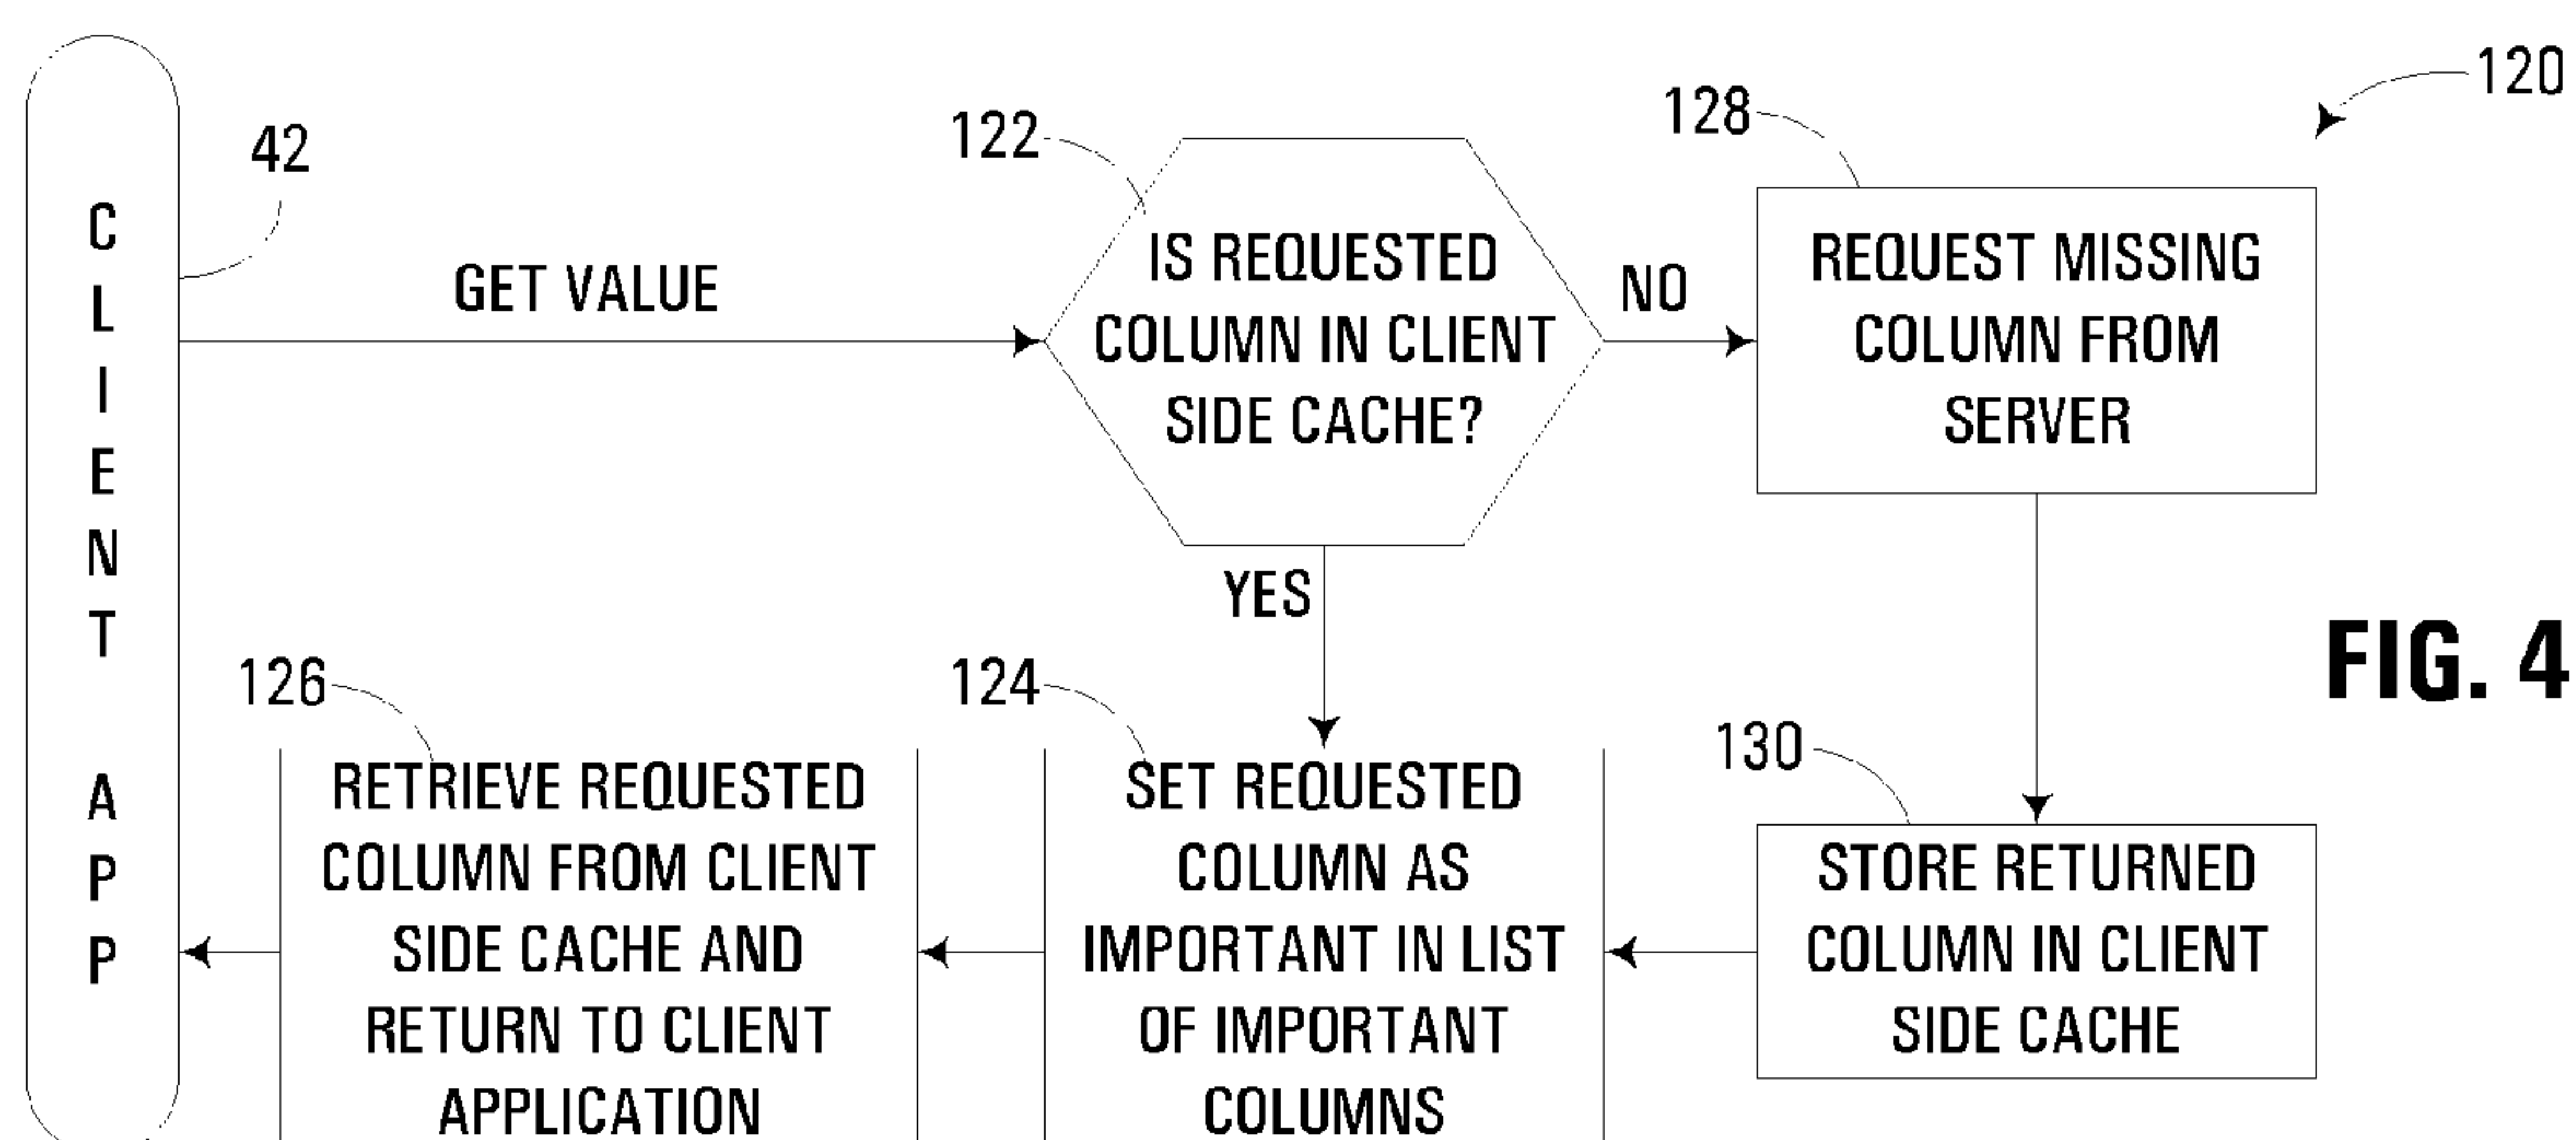 120
42
122
128
CLIENT APP
GET VALUE
IS REQUESTED
COLUMN IN CLIENT
SIDE CACHE?
NO
REQUEST MISSING
COLUMN FROM
SERVER
YES
FIG. 4
126
124
130
RETRIEVE REQUESTED
COLUMN FROM CLIENT
SIDE CACHE AND
RETURN TO CLIENT
APPLICATION
SET REQUESTED
COLUMN AS
IMPORTANT IN LIST
OF IMPORTANT
COLUMNS
STORE RETURNED
COLUMN IN CLIENT
SIDE CACHE